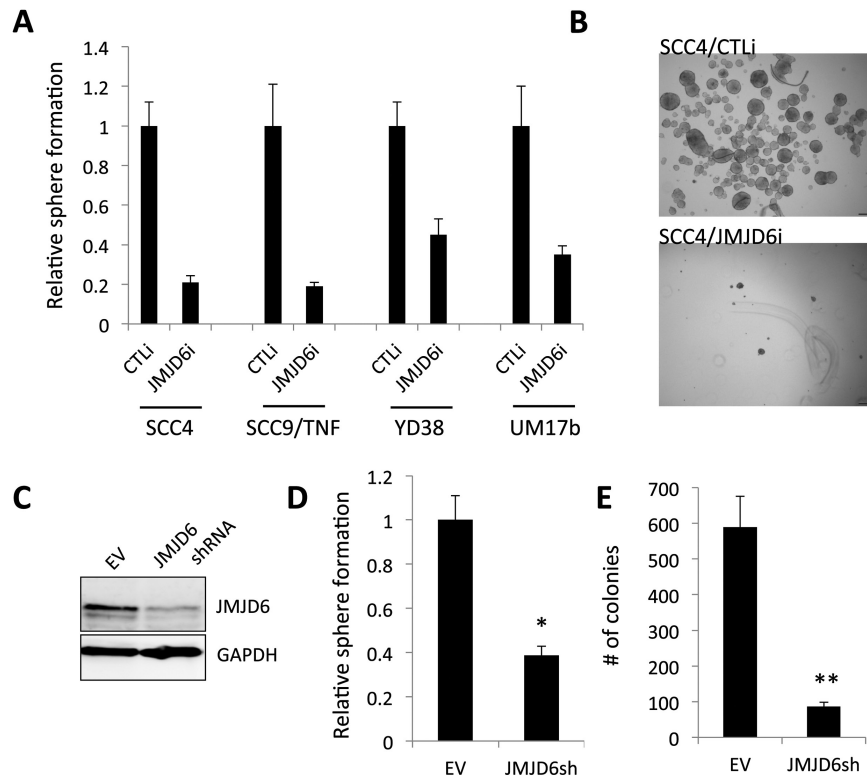 A
Relative sphere formation
1.4
1.2
1
0.8
0.6
0.4
0.2
0
CTLi
JMJD6i
CTLi
JMJD6i
CTLi
JMJD6i
CTLi
JMJD6i
SCC4
SCC9/TNF
YD38
UM17b
B
SCC4/CTLi
SCC4/JMJD6i
C
EV
JMJD6
shRNA
JMJD6
GAPDH
D
Relative sphere formation
1.2
1
0.8
0.6
0.4
0.2
0
*
EV
JMJD6sh
E
# of colonies
700
600
500
400
300
200
100
0
**
EV
JMJD6sh